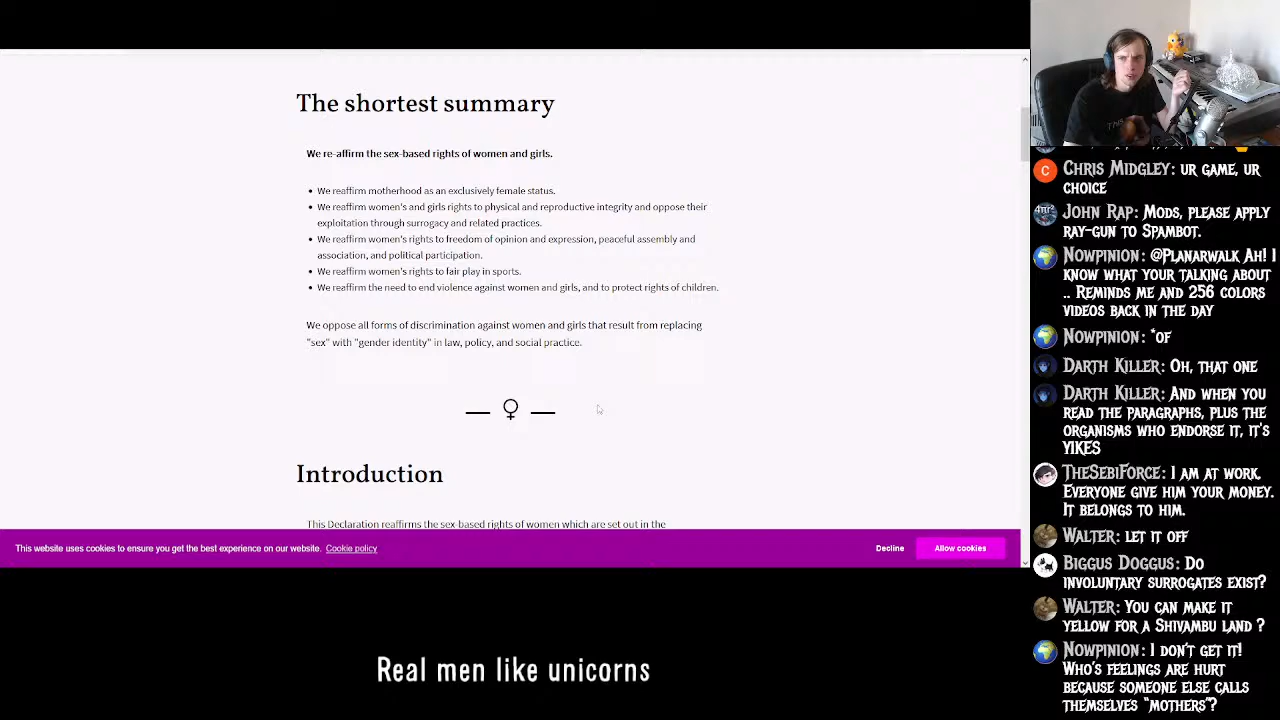 The shortest summary
We re-affirm the sex-based rights of women and girls.
We reaffirm motherhood as an exclusively female status.
We reaffirm women's and girls rights to physical and reproductive integrity and oppose their
exploitation through surrogacy and related practices.
We reaffirm women's rights to freedom of opinion and expression, peaceful assembly and
association, and political participation.
We reaffirm women's rights to fair play in sports.
We reaffirm the need to end violence against women and girls, and to protect rights of children.
We oppose all forms of discrimination against women and girls that result from replacing
"sex" with "gender identity" in law, policy, and social practice.
Introduction
This Declaration reaffirms the sex-based rights of women which are set out in the
This website uses cookies to ensure you get the best experience on our website. Cookie policy
Decline
Allow cookies
Real men like unicorns
This
Chris Midgley: ur game, ur
choice
John Rap: Mods, please apply
ray-gun to Spambot.
Nowpinion: @Planarwalk Ah! I
know what your talking about
.. Reminds me and 256 colors
videos back in the day
Nowpinion: *of
Darth Killer: Oh, that one
Darth Killer: And when you
read the paragraphs, plus the
organisms who endorse it, it's
YIKES
TheSebiForce: I am at work.
Everyone give him your money.
It belongs to him.
Walter: let it off
Biggus Doggus: Do
involuntary surrogates exist?
Walter: You can make it
yellow for a Shivambu land ?
Nowpinion: I don't get it!
Who's feelings are hurt
because someone else calls
themselves "mothers"?